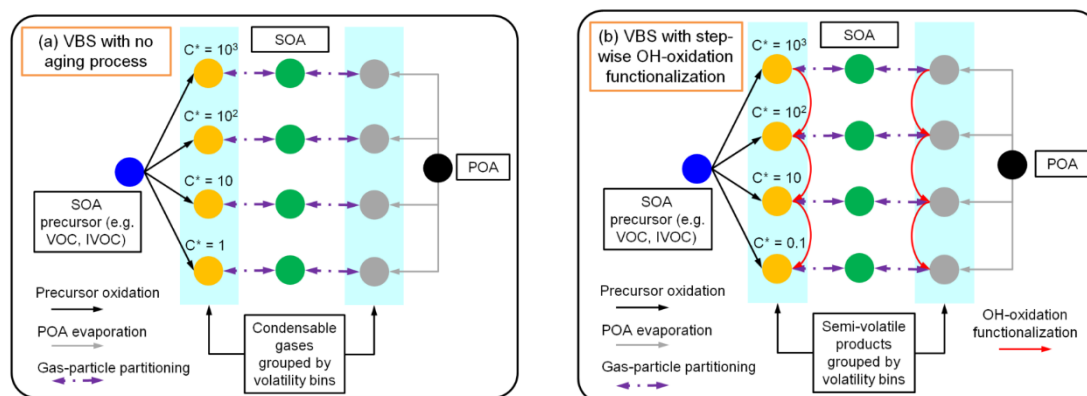 (a) VBS with no
aging process
SOA
C* = 10³
C* = 10²
C* = 10
C* = 1
POA
SOA
precursor (e.g.
VOC, IVOC)
Precursor oxidation
POA evaporation
Gas-particle partitioning
Condensable
gases
grouped by
volatility bins
(b) VBS with step-
wise OH-oxidation
functionalization
SOA
C* = 10³
C* = 10²
C* = 10
C* = 0.1
POA
SOA
precursor (e.g.
VOC, IVOC)
Precursor oxidation
POA evaporation
Gas-particle partitioning
Semi-volatile
products
grouped by
volatility bins
OH-oxidation
functionalization